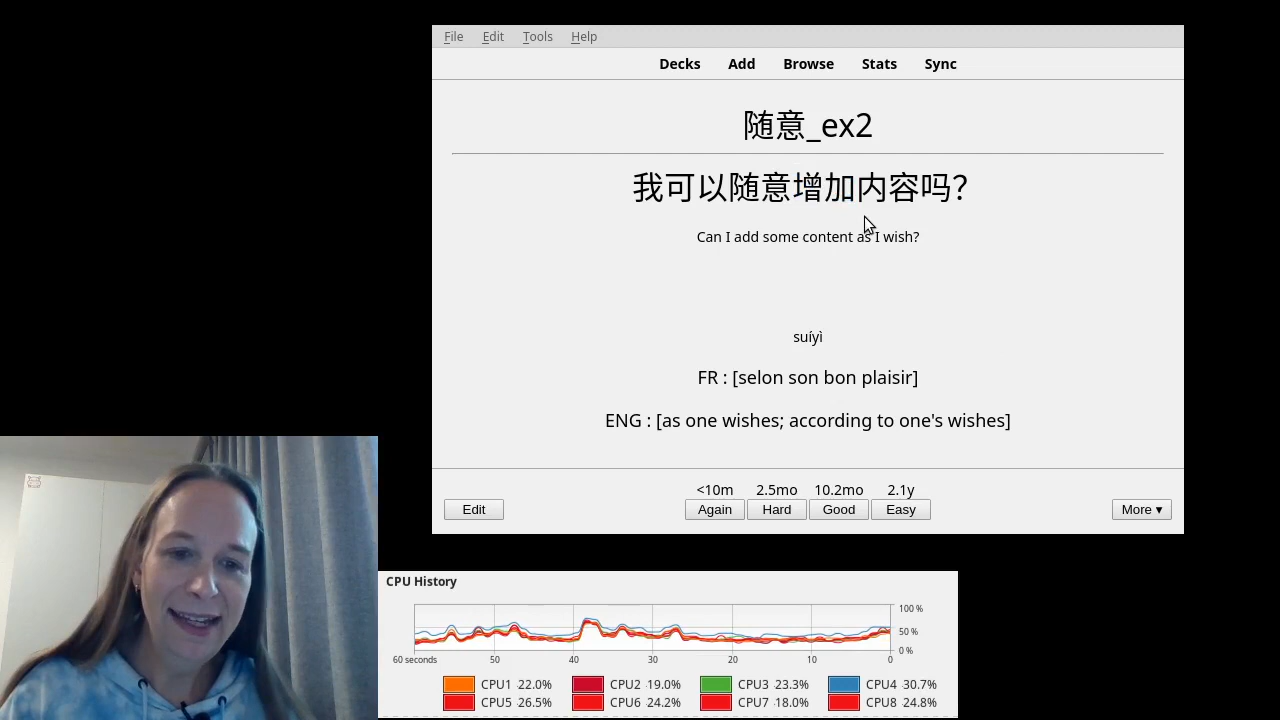 File Edit Tools Help
Decks Add Browse Stats Sync
随意_ex2
我可以随意增加内容吗？
Can I add some content as I wish?
suíyì
FR : [selon son bon plaisir]
ENG : [as one wishes; according to one's wishes]
<10m 2.5mo 10.2mo 2.1y
Edit Again Hard Good Easy More ▾
CPU History
100 %
50 %
0 %
60 seconds 50 40 30 20 10 0
CPU1 22.0% CPU2 19.0% CPU3 23.3% CPU4 30.7%
CPU5 26.5% CPU6 24.2% CPU7 18.0% CPU8 24.8%